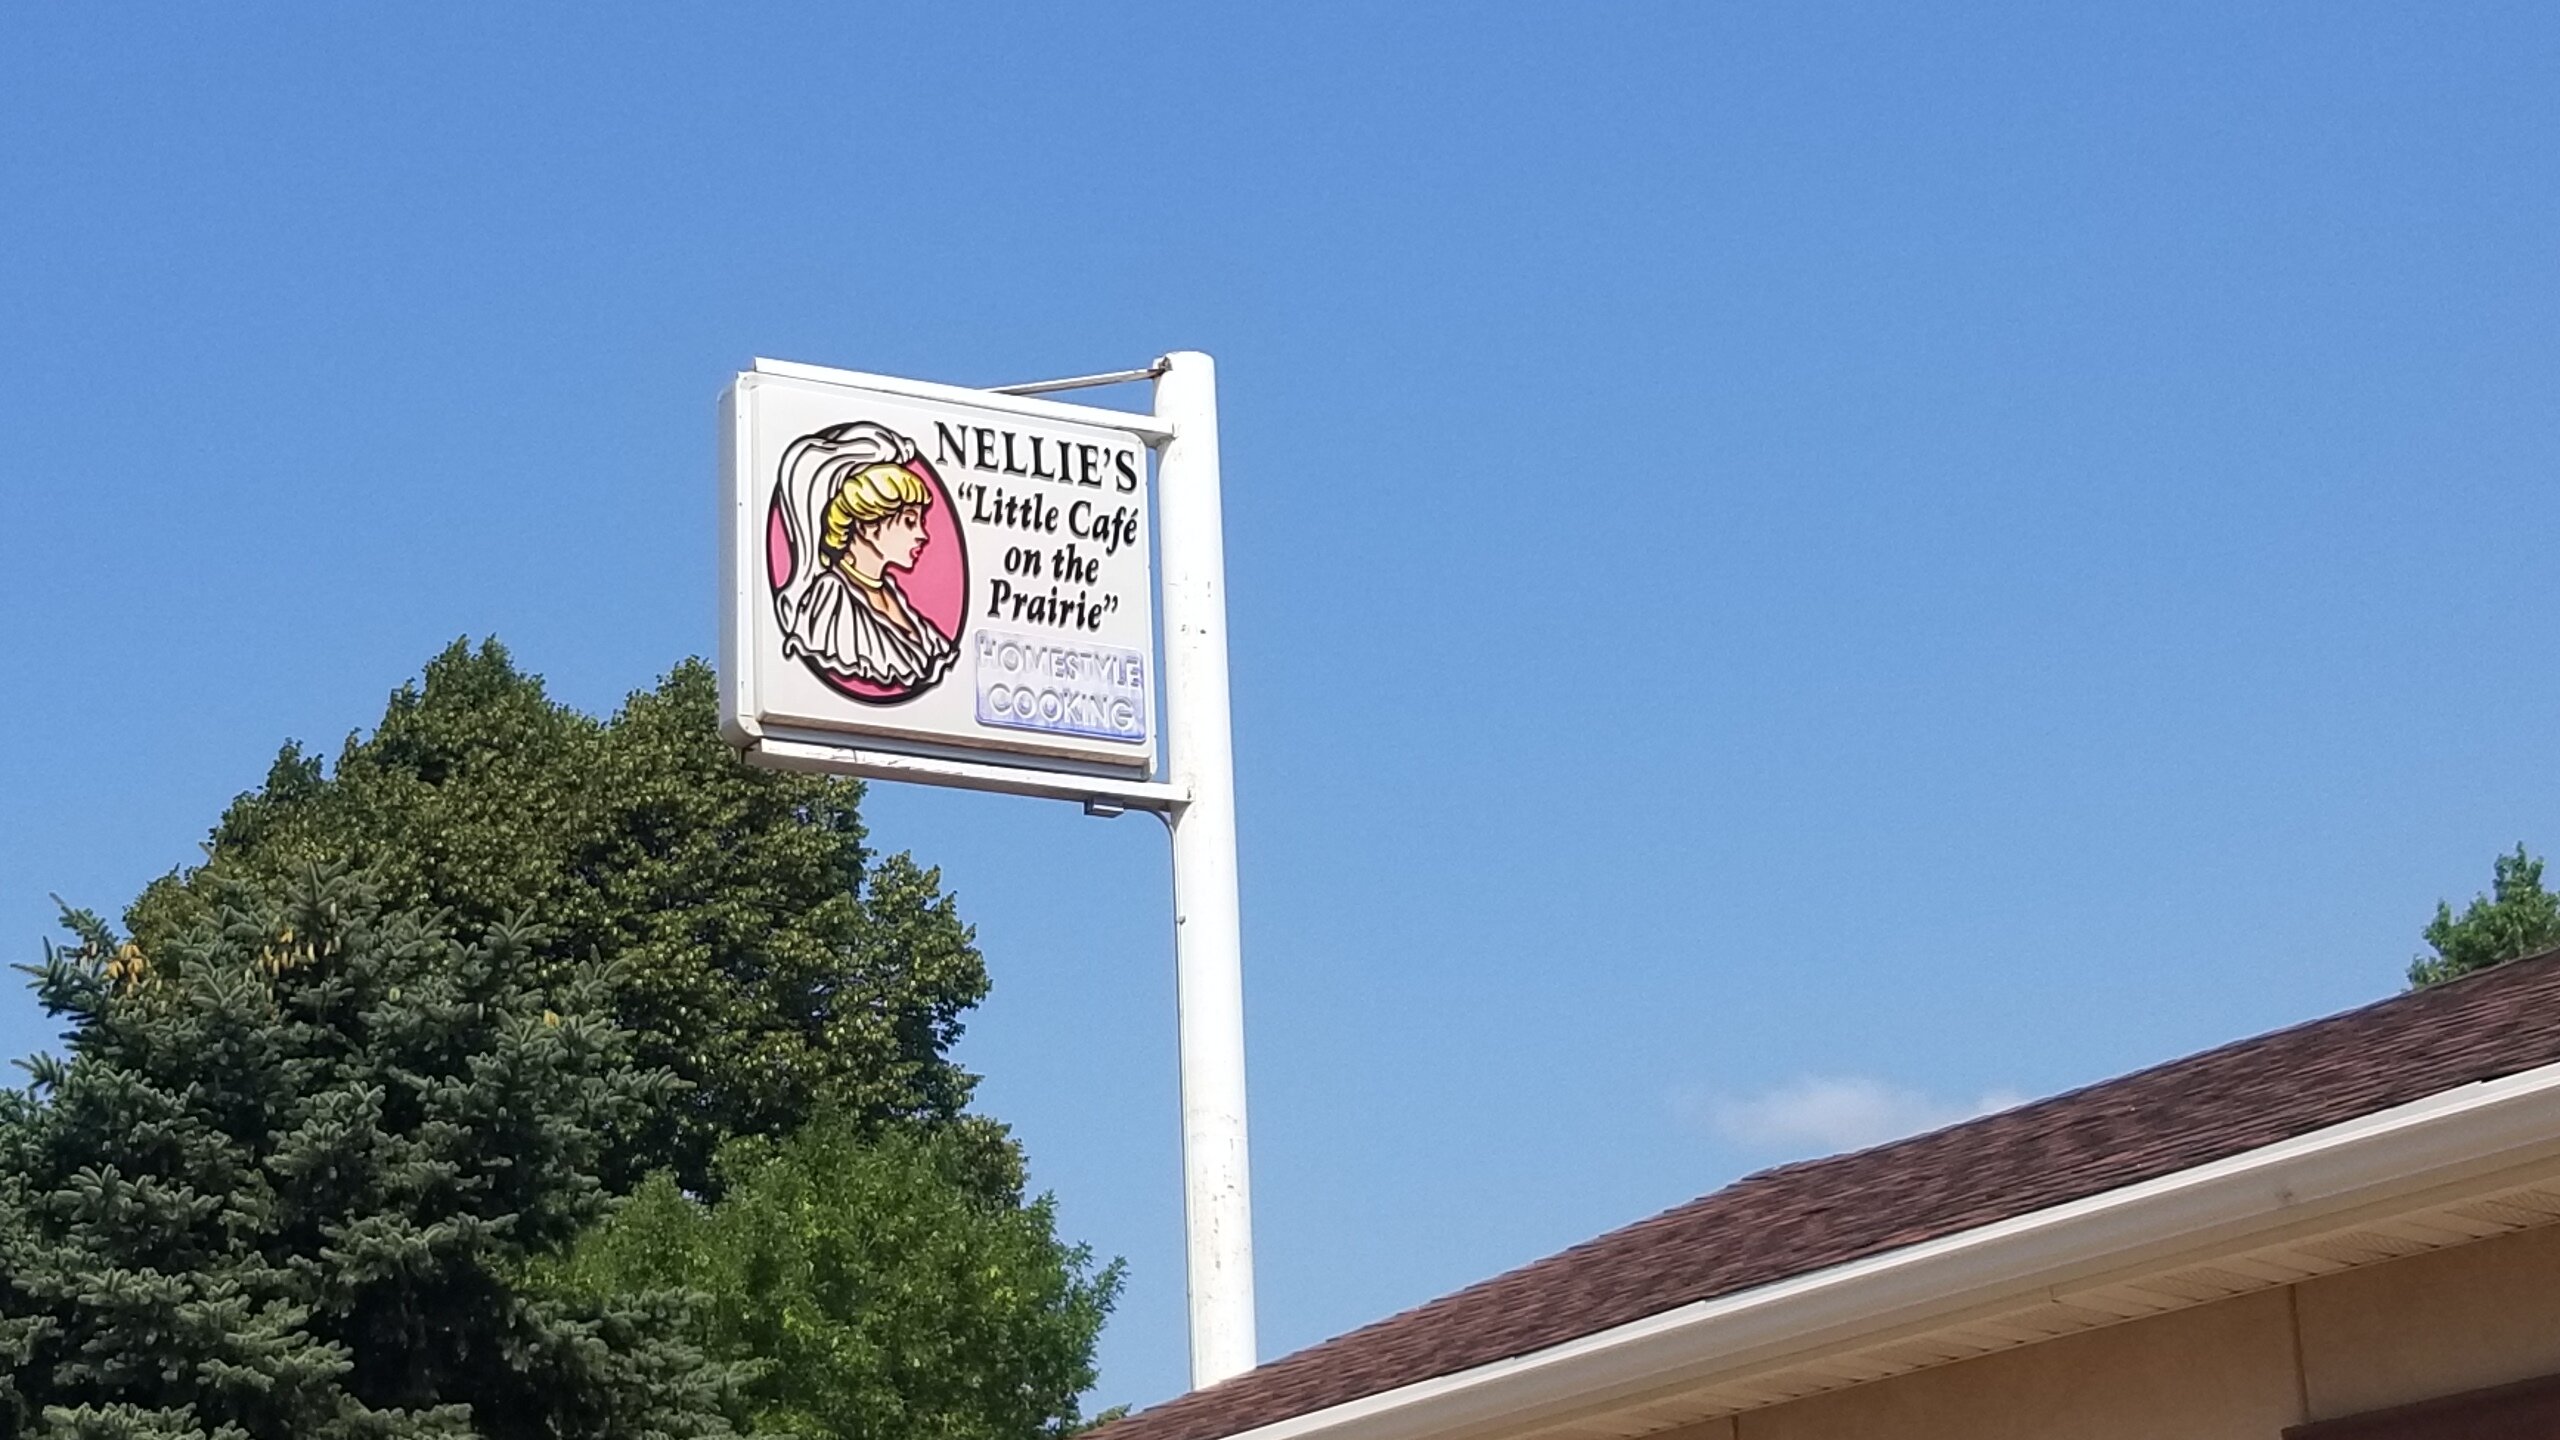 NELLIE'S
“Little Café
on the
Prairie”
HOMESTYLE
COOKING